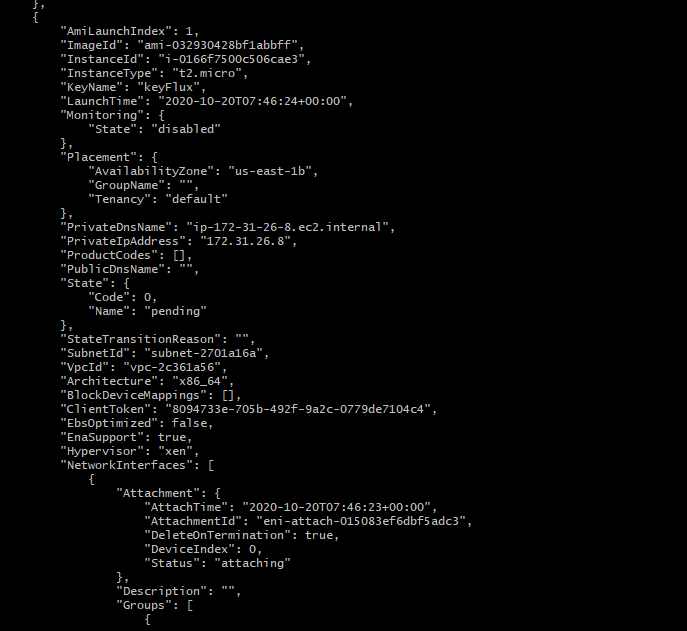 },
{
"AmiLaunchIndex": 1,
"ImageId": "ami-032930428bf1abbff",
"InstanceId": "i-0166f7500c506cae3",
"InstanceType": "t2.micro",
"KeyName": "keyFlux",
"LaunchTime": "2020-10-20T07:46:24+00:00",
"Monitoring": {
"State": "disabled"
},
"Placement": {
"AvailabilityZone": "us-east-1b",
"GroupName": "",
"Tenancy": "default"
},
"PrivateDnsName": "ip-172-31-26-8.ec2.internal",
"PrivateIpAddress": "172.31.26.8",
"ProductCodes": [],
"PublicDnsName": "",
"State": {
"Code": 0,
"Name": "pending"
},
"StateTransitionReason": "",
"SubnetId": "subnet-2701a16a",
"VpcId": "vpc-2c361a56",
"Architecture": "x86_64",
"BlockDeviceMappings": [],
"ClientToken": "8094733e-705b-492f-9a2c-0779de7104c4",
"EbsOptimized": false,
"EnaSupport": true,
"Hypervisor": "xen",
"NetworkInterfaces": [
{
"Attachment": {
"AttachTime": "2020-10-20T07:46:23+00:00",
"AttachmentId": "eni-attach-015083ef6dbf5adc3",
"DeleteOnTermination": true,
"DeviceIndex": 0,
"Status": "attaching"
},
"Description": "",
"Groups": [
{